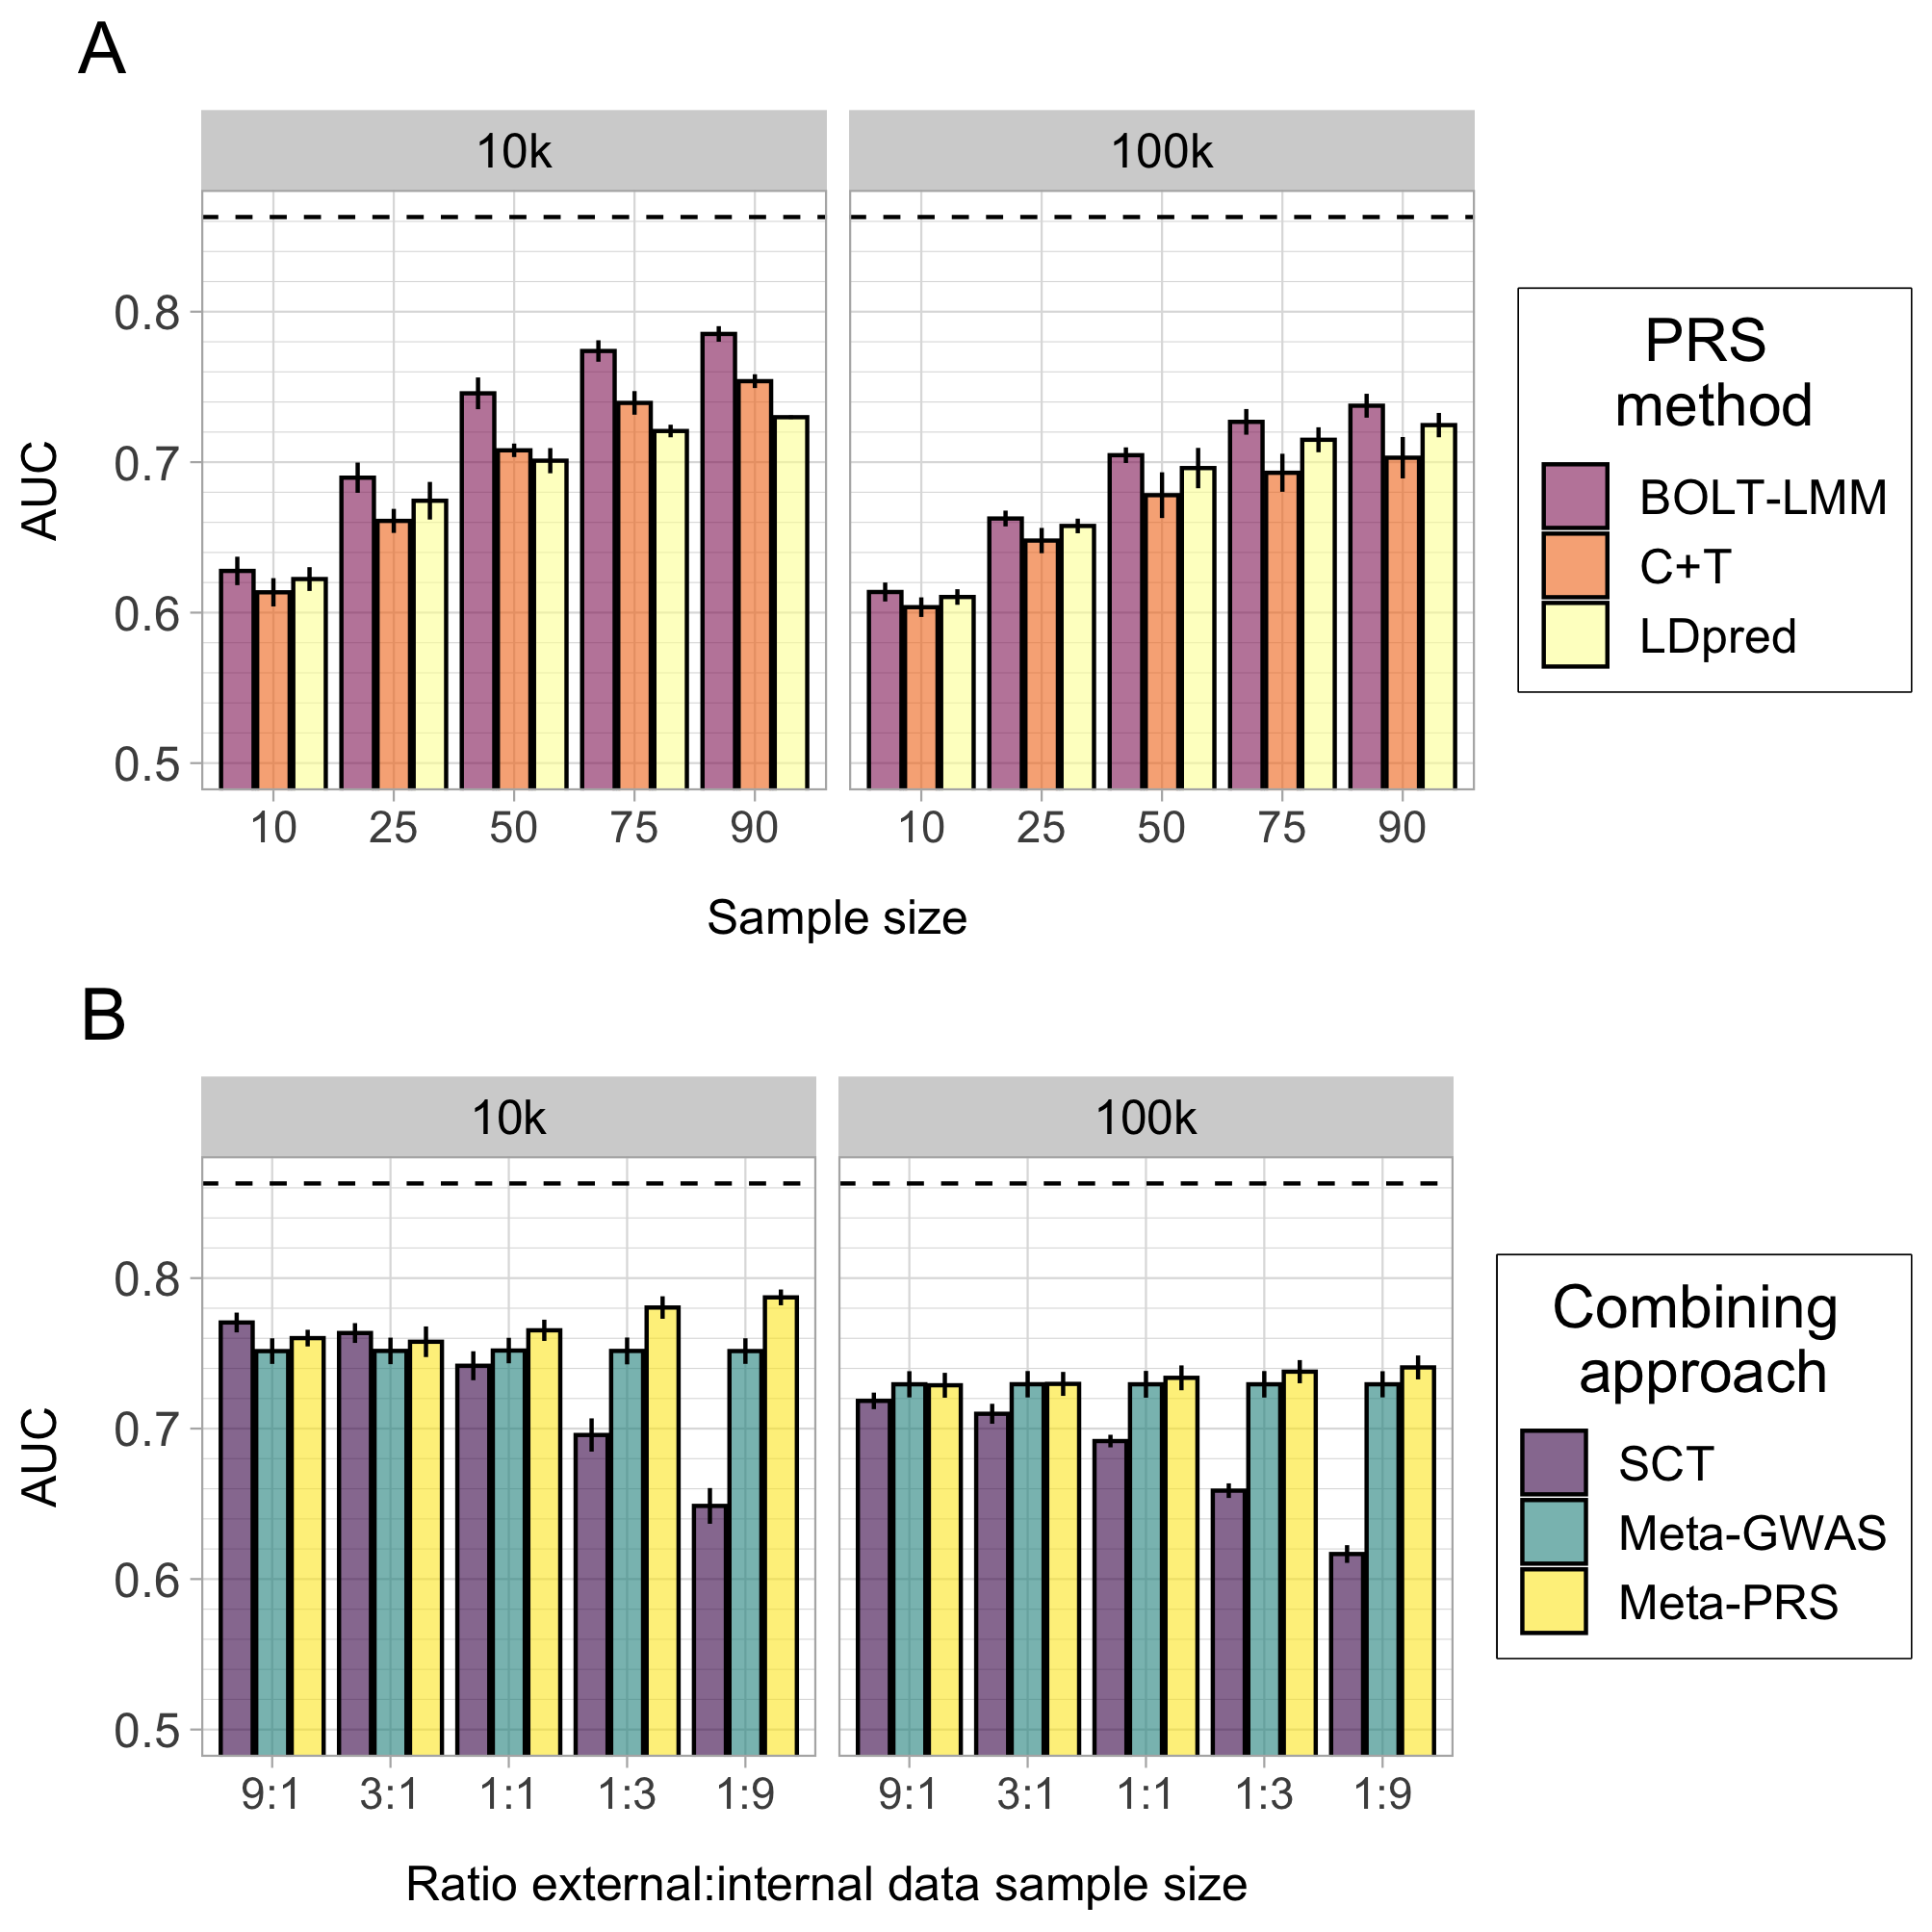 A
10k
100k
0.8
0.7
0.6
0.5
AUC
10 25 50 75 90
10 25 50 75 90
Sample size
PRS
method
BOLT-LMM
C+T
LDpred
B
10k
100k
0.8
0.7
0.6
0.5
AUC
9:1 3:1 1:1 1:3 1:9
9:1 3:1 1:1 1:3 1:9
Ratio external:internal data sample size
Combining
approach
SCT
Meta-GWAS
Meta-PRS